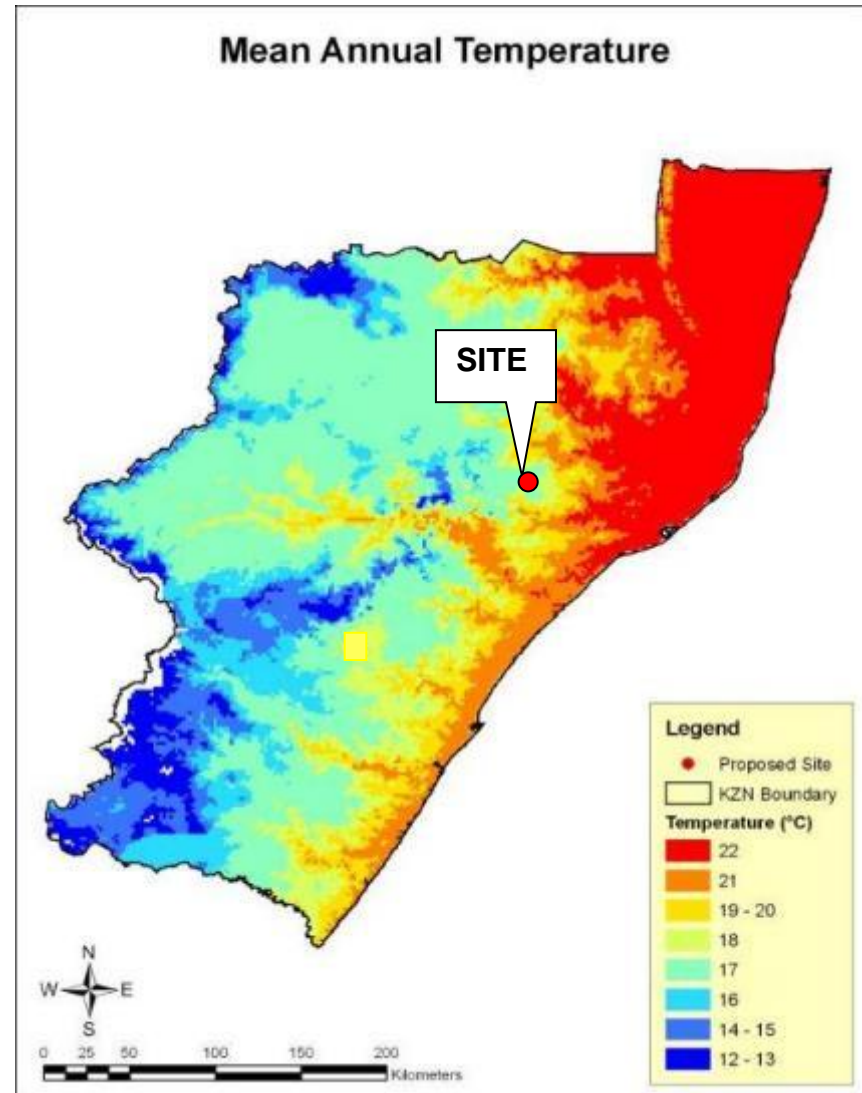 Mean Annual Temperature
SITE
Legend
Proposed Site
KZN Boundary
Temperature (°C)
22
21
19 - 20
18
17
16
14 - 15
12 - 13
N
W E
S
0 25 50 100 150 200
Kilometers